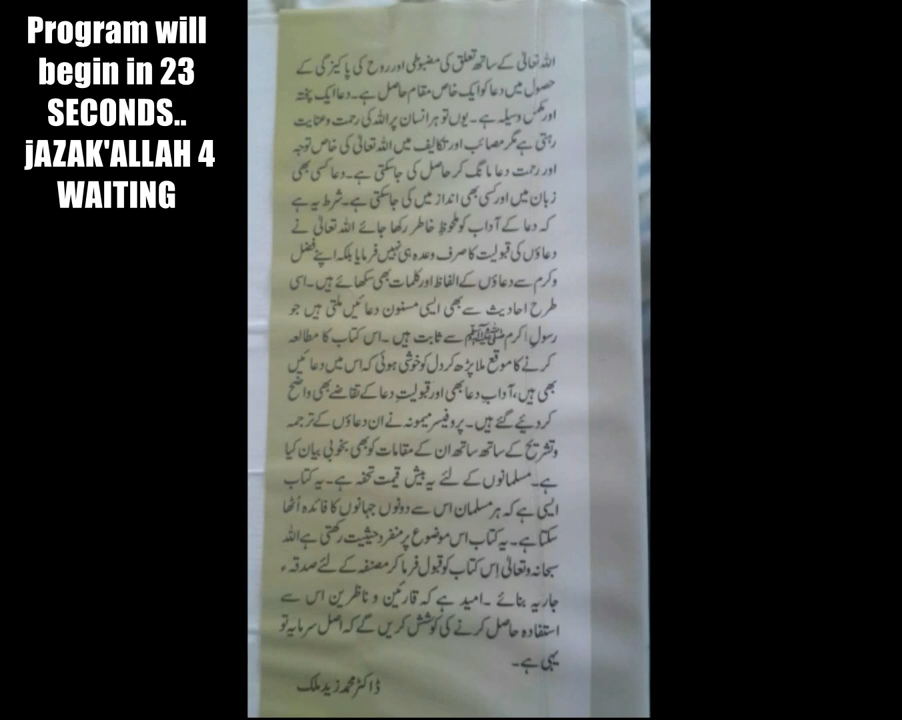 Program will
begin in 23
SECONDS..
jAZAK'ALLAH 4
WAITING
اللہ تعالیٰ کے ساتھ تعلق کی مضبوطی اور روح کی پاکیزگی کے
حصول میں دعا کو ایک خاص مقام حاصل ہے۔ دعا ایک پختہ
اور مکمل وسیلہ ہے۔ یوں تو ہر انسان پر اللہ کی رحمت و عنایت
رہتی ہے مگر مصائب اور تکالیف میں اللہ تعالیٰ کی خاص توجہ
اور رحمت دعا مانگ کر حاصل کی جاسکتی ہے۔ دعا کسی بھی
زبان میں اور کسی بھی انداز میں کی جاسکتی ہے۔ شرط یہ ہے
کہ دعا کے آداب کو ملحوظِ خاطر رکھا جائے اللہ تعالیٰ نے
دعاؤں کی قبولیت کا صرف وعدہ ہی نہیں فرمایا بلکہ اپنے فضل
و کرم سے دعاؤں کے الفاظ اور کلمات بھی سکھائے ہیں۔ اسی
طرح احادیث سے بھی ایسی مسنون دعائیں ملتی ہیں جو
رسول اکرم ﷺ سے ثابت ہیں۔ اس کتاب کا مطالعہ
کرنے کا موقع ملا پڑھ کر دل کو خوشی ہوئی کہ اس میں دعائیں
بھی ہیں، آداب دعا بھی اور قبولیتِ دعا کے تقاضے بھی واضح
کر دیئے گئے ہیں۔ پروفیسر میمونہ نے ان دعاؤں کے ترجمہ
و تشریح کے ساتھ ساتھ ان کے مقامات کو بھی بخوبی بیان کیا
ہے۔ مسلمانوں کے لئے یہ بیش قیمت تحفہ ہے۔ یہ کتاب
ایسی ہے کہ ہر مسلمان اس سے دونوں جہانوں کا فائدہ اُٹھا
سکتا ہے۔ یہ کتاب اس موضوع پر منفرد حیثیت رکھتی ہے اللہ
سبحانہ وتعالیٰ اِس کتاب کو قبول فرما کر مصنفہ کے لئے صدقہء
جاریہ بنائے ۔ امید ہے کہ قارئین و ناظرین اس سے
استفادہ حاصل کرنے کی کوشش کریں گے کہ اصل سرمایہ تو
یہی ہے۔
ڈاکٹر محمد زید ملک